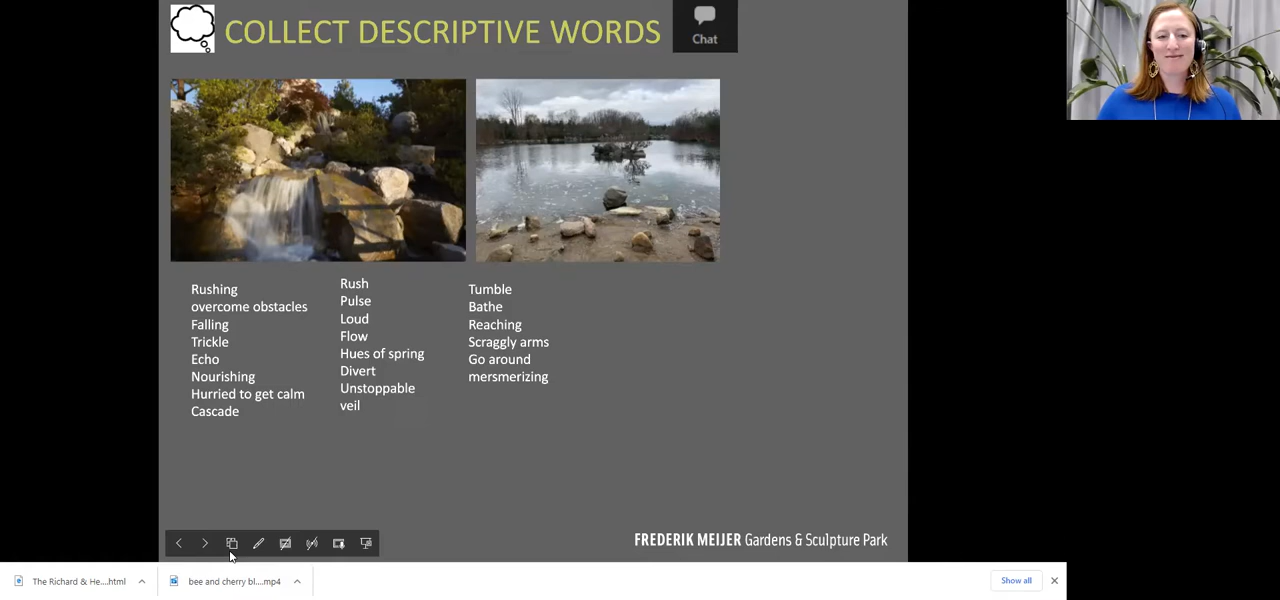 COLLECT DESCRIPTIVE WORDS
Chat
Rushing
overcome obstacles
Falling
Trickle
Echo
Nourishing
Hurried to get calm
Cascade
Rush
Pulse
Loud
Flow
Hues of spring
Divert
Unstoppable
veil
Tumble
Bathe
Reaching
Scraggly arms
Go around
mersmerizing
FREDERIK MEIJER Gardens & Sculpture Park
The Richard & He....html
bee and cherry bl....mp4
Show all